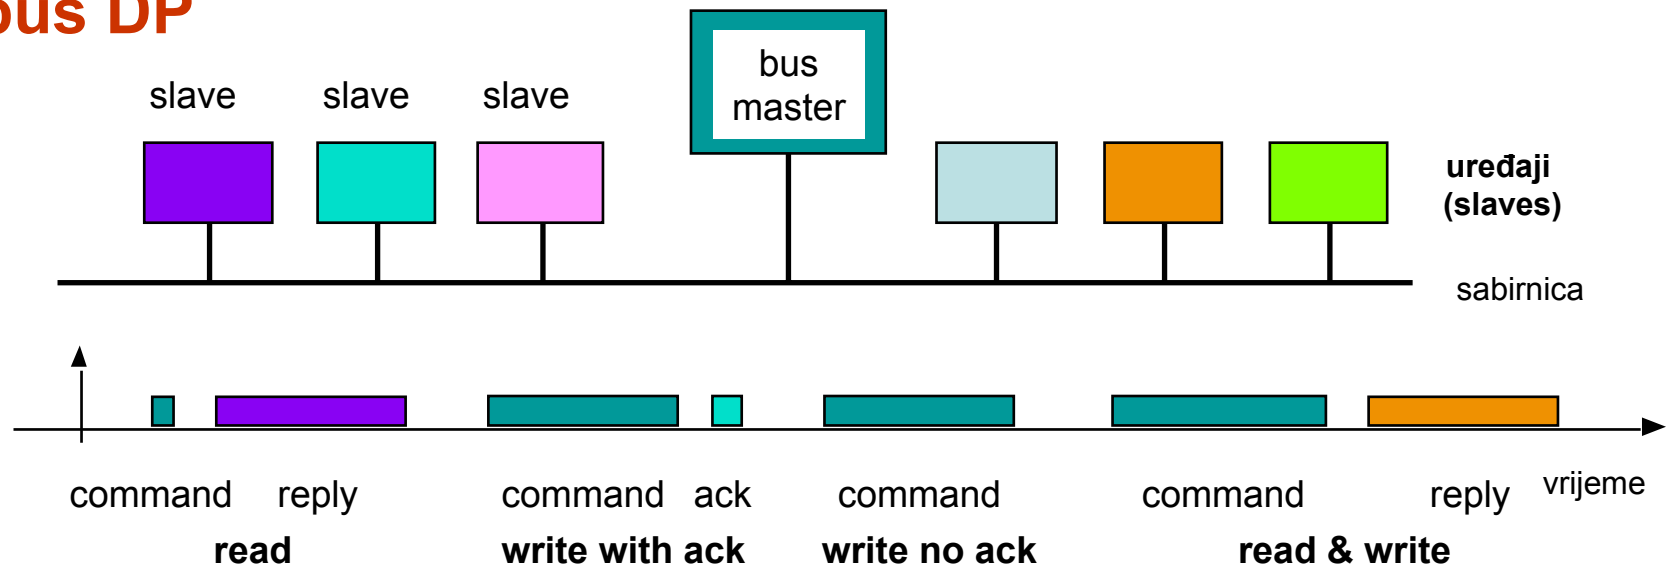 bus DP
slave slave slave
bus
master
uređaji
(slaves)
sabirnica
command reply command ack command command reply vrijeme
read write with ack write no ack read & write